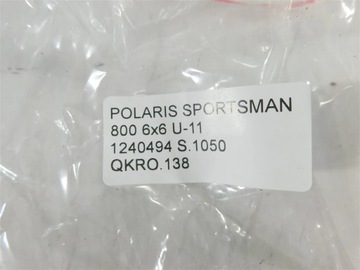 POLARIS SPORTSMAN
800 6x6 U-11
1240494 S.1050
QKRO.138